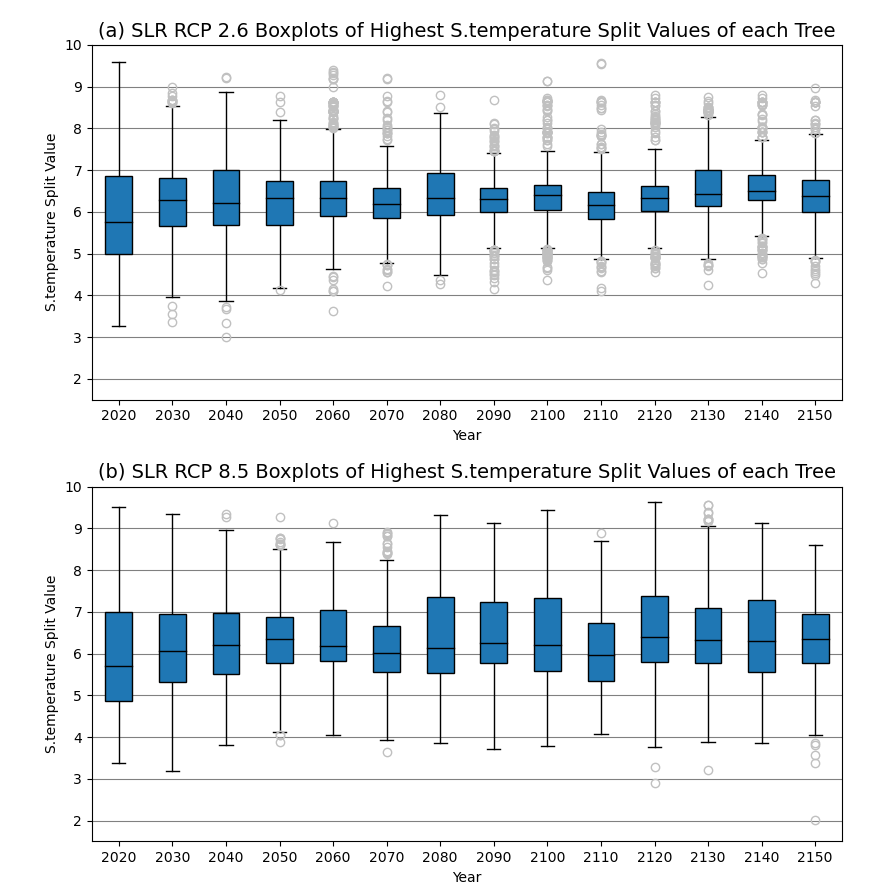 (a) SLR RCP 2.6 Boxplots of Highest S.temperature Split Values of each Tree
10
9
8
7
6
5
4
3
2
S.temperature Split Value
2020 2030 2040 2050 2060 2070 2080 2090 2100 2110 2120 2130 2140 2150
Year
(b) SLR RCP 8.5 Boxplots of Highest S.temperature Split Values of each Tree
10
9
8
7
6
5
4
3
2
S.temperature Split Value
2020 2030 2040 2050 2060 2070 2080 2090 2100 2110 2120 2130 2140 2150
Year